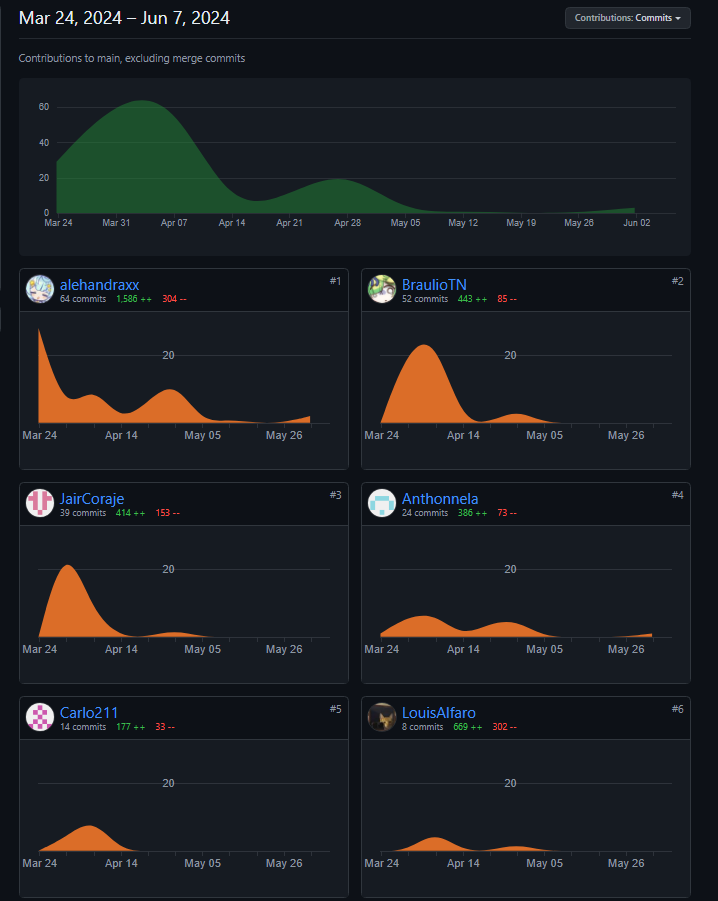 Mar 24, 2024 – Jun 7, 2024
Contributions: Commits
Contributions to main, excluding merge commits
60
40
20
0
Mar 24 Mar 31 Apr 07 Apr 14 Apr 21 Apr 28 May 05 May 12 May 19 May 26 Jun 02
alehandraxx #1
64 commits 1,586 ++ 304 --
20
Mar 24 Apr 14 May 05 May 26
BraulioTN #2
52 commits 443 ++ 85 --
20
Mar 24 Apr 14 May 05 May 26
JairCoraje #3
39 commits 414 ++ 153 --
20
Mar 24 Apr 14 May 05 May 26
Anthonnela #4
24 commits 386 ++ 73 --
20
Mar 24 Apr 14 May 05 May 26
Carlo211 #5
14 commits 177 ++ 33 --
20
Mar 24 Apr 14 May 05 May 26
LouisAlfaro #6
8 commits 669 ++ 302 --
20
Mar 24 Apr 14 May 05 May 26